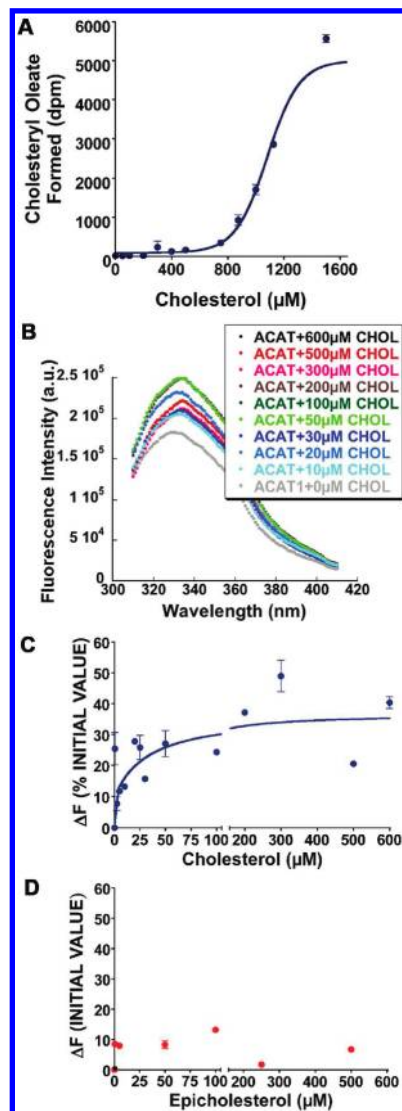 A
Cholesteryl Oleate
Formed (dpm)
6000
5000
4000
3000
2000
1000
0
0 400 800 1200 1600
Cholesterol (µM)
B
Fluorescence Intensity (a.u.)
2.5 10⁵
2 10⁵
1.5 10⁵
1 10⁵
5 10⁴
0
300 320 340 360 380 400 420
Wavelength (nm)
ACAT+600µM CHOL
ACAT+500µM CHOL
ACAT+300µM CHOL
ACAT+200µM CHOL
ACAT+100µM CHOL
ACAT+50µM CHOL
ACAT+30µM CHOL
ACAT+20µM CHOL
ACAT+10µM CHOL
ACAT1+0µM CHOL
C
ΔF (% INITIAL VALUE)
60
50
40
30
20
10
0
0 25 50 75 100 200 300 400 500 600
Cholesterol (µM)
D
ΔF (INITIAL VALUE)
60
50
40
30
20
10
0
0 25 50 75 100 200 300 400 500 600
Epicholesterol (µM)